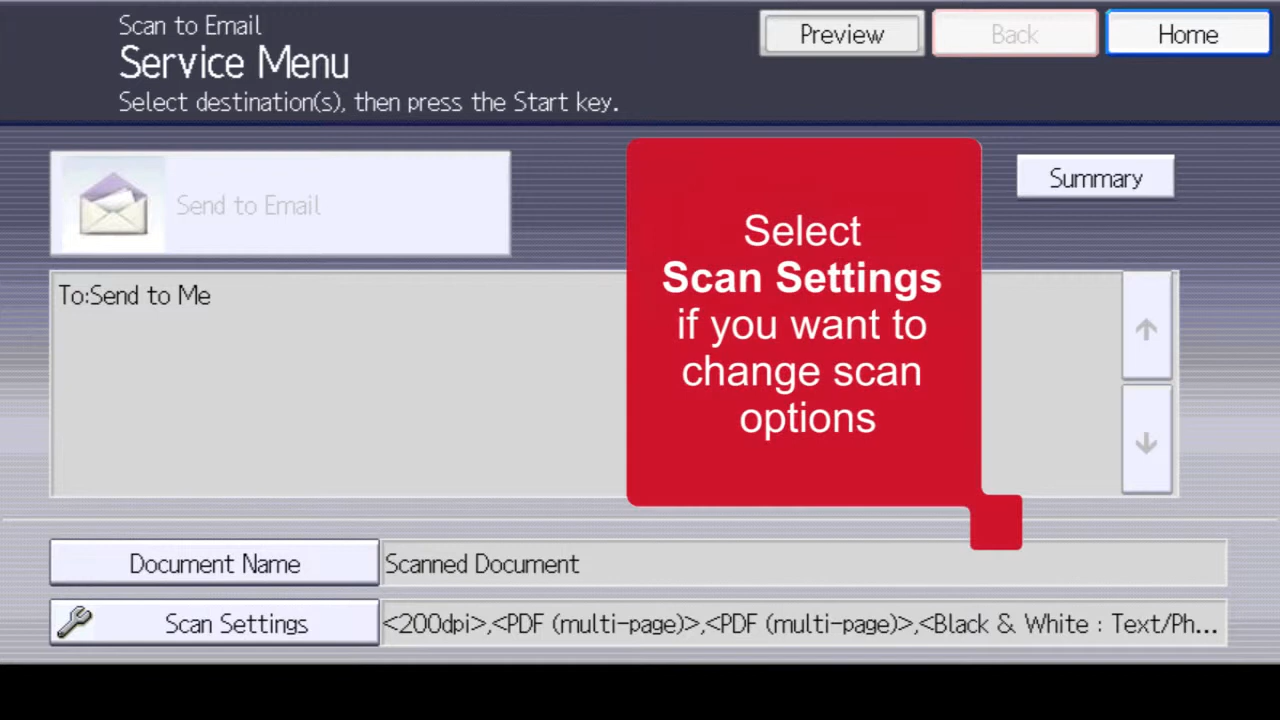 Scan to Email
Service Menu
Select destination(s), then press the Start key.
Preview
Back
Home
Send to Email
Summary
To:Send to Me
Select
Scan Settings
if you want to
change scan
options
Document Name
Scanned Document
Scan Settings
<200dpi>,<PDF (multi-page)>,<PDF (multi-page)>,<Black & White : Text/Ph...